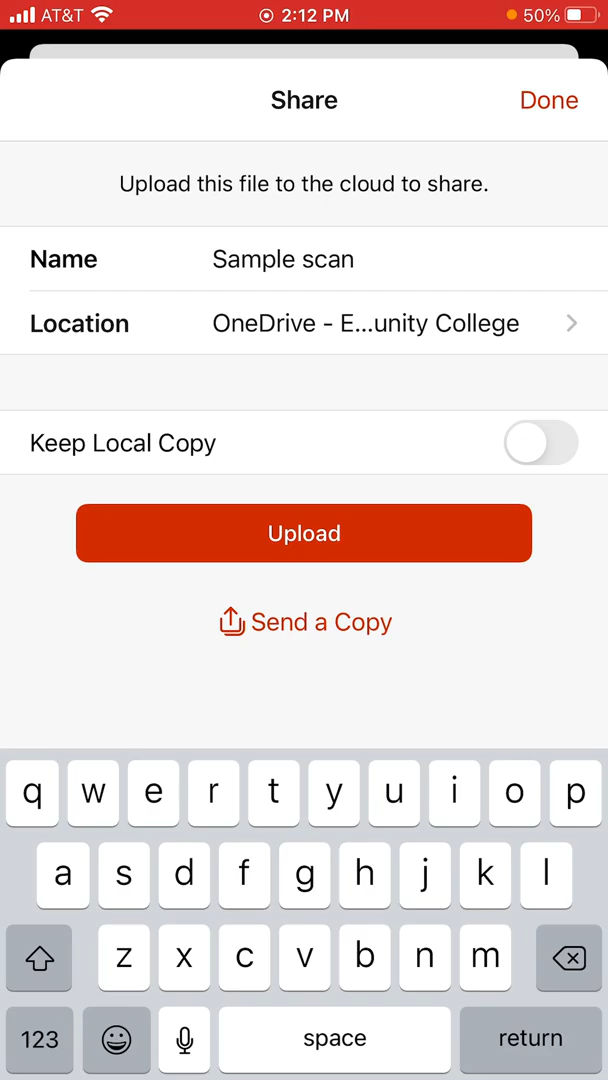 AT&T 2:12 PM 50%
Share Done
Upload this file to the cloud to share.
Name Sample scan
Location OneDrive - E...unity College
Keep Local Copy
Upload
Send a Copy
q w e r t y u i o p
a s d f g h j k l
z x c v b n m
123 space return